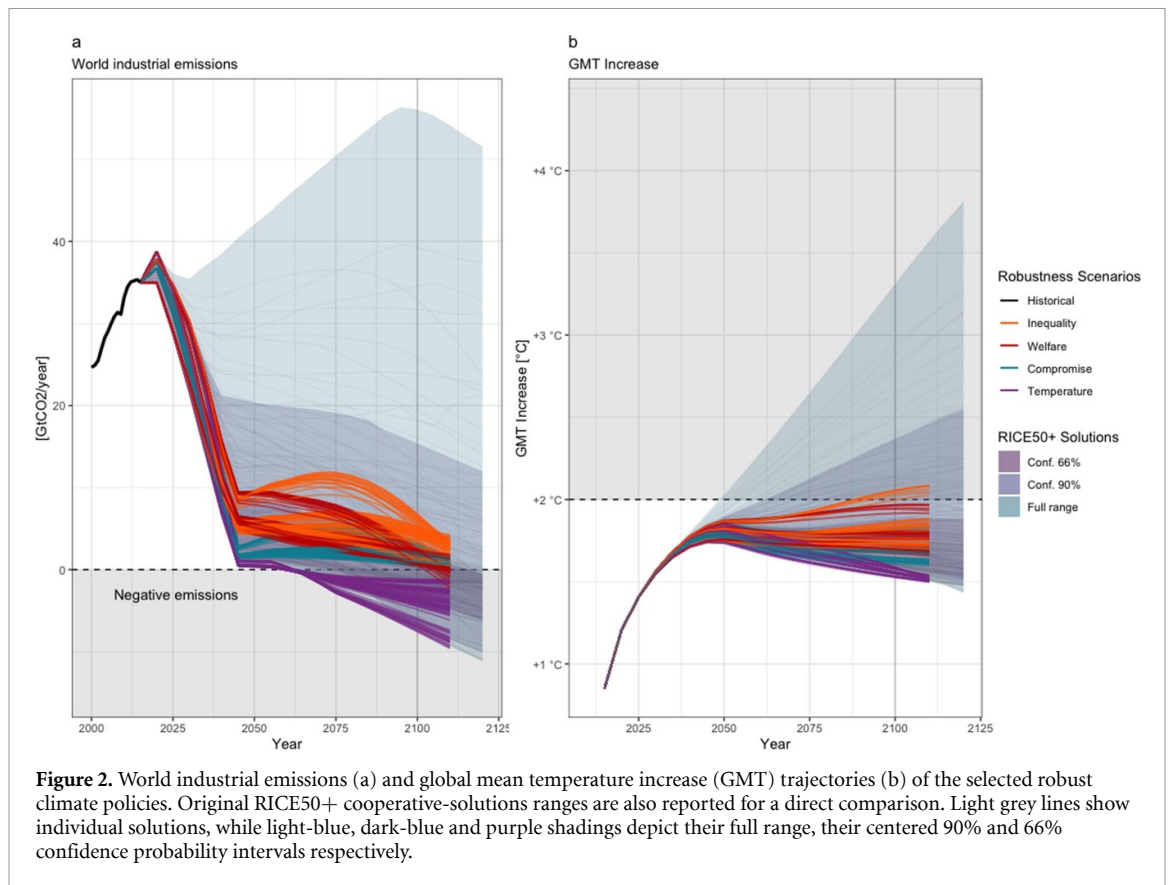 a
World industrial emissions
[GtCO2/year]
40
20
0
Negative emissions
2000
2025
2050
2075
2100
2125
Year
b
GMT Increase
GMT Increase [°C]
+4 °C
+3 °C
+2 °C
+1 °C
2025
2050
2075
2100
2125
Year
Robustness Scenarios
Historical
Inequality
Welfare
Compromise
Temperature
RICE50+ Solutions
Conf. 66%
Conf. 90%
Full range
Figure 2. World industrial emissions (a) and global mean temperature increase (GMT) trajectories (b) of the selected robust
climate policies. Original RICE50+ cooperative-solutions ranges are also reported for a direct comparison. Light grey lines show
individual solutions, while light-blue, dark-blue and purple shadings depict their full range, their centered 90% and 66%
confidence probability intervals respectively.